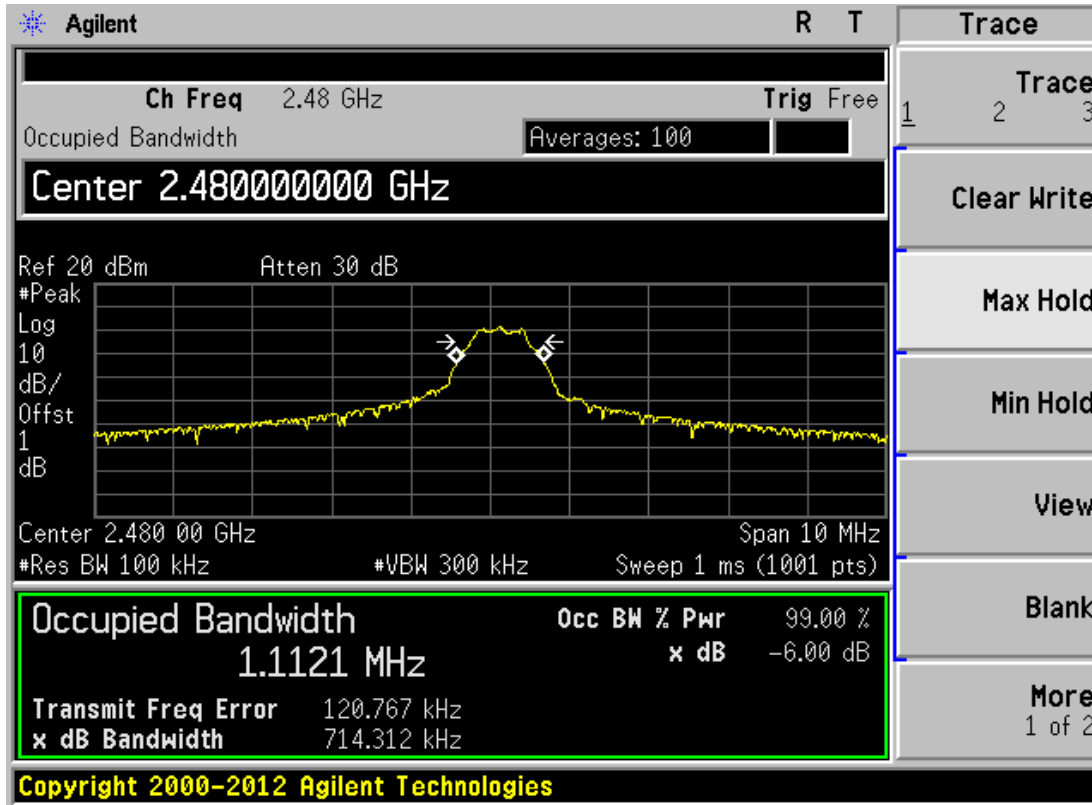 Agilent R T Trace
Trace
1 2 3
Ch Freq 2.48 GHz Trig Free
Occupied Bandwidth Averages: 100
Center 2.480000000 GHz
Clear Write
Ref 20 dBm Atten 30 dB
#Peak
Log
10
dB/
Offst
1
dB
Max Hold
Min Hold
View
Center 2.480 00 GHz Span 10 MHz
#Res BW 100 kHz #VBW 300 kHz Sweep 1 ms (1001 pts)
Occupied Bandwidth Occ BW % Pwr 99.00 %
1.1121 MHz x dB -6.00 dB
Transmit Freq Error 120.767 kHz
x dB Bandwidth 714.312 kHz
Blank
More
1 of 2
Copyright 2000-2012 Agilent Technologies